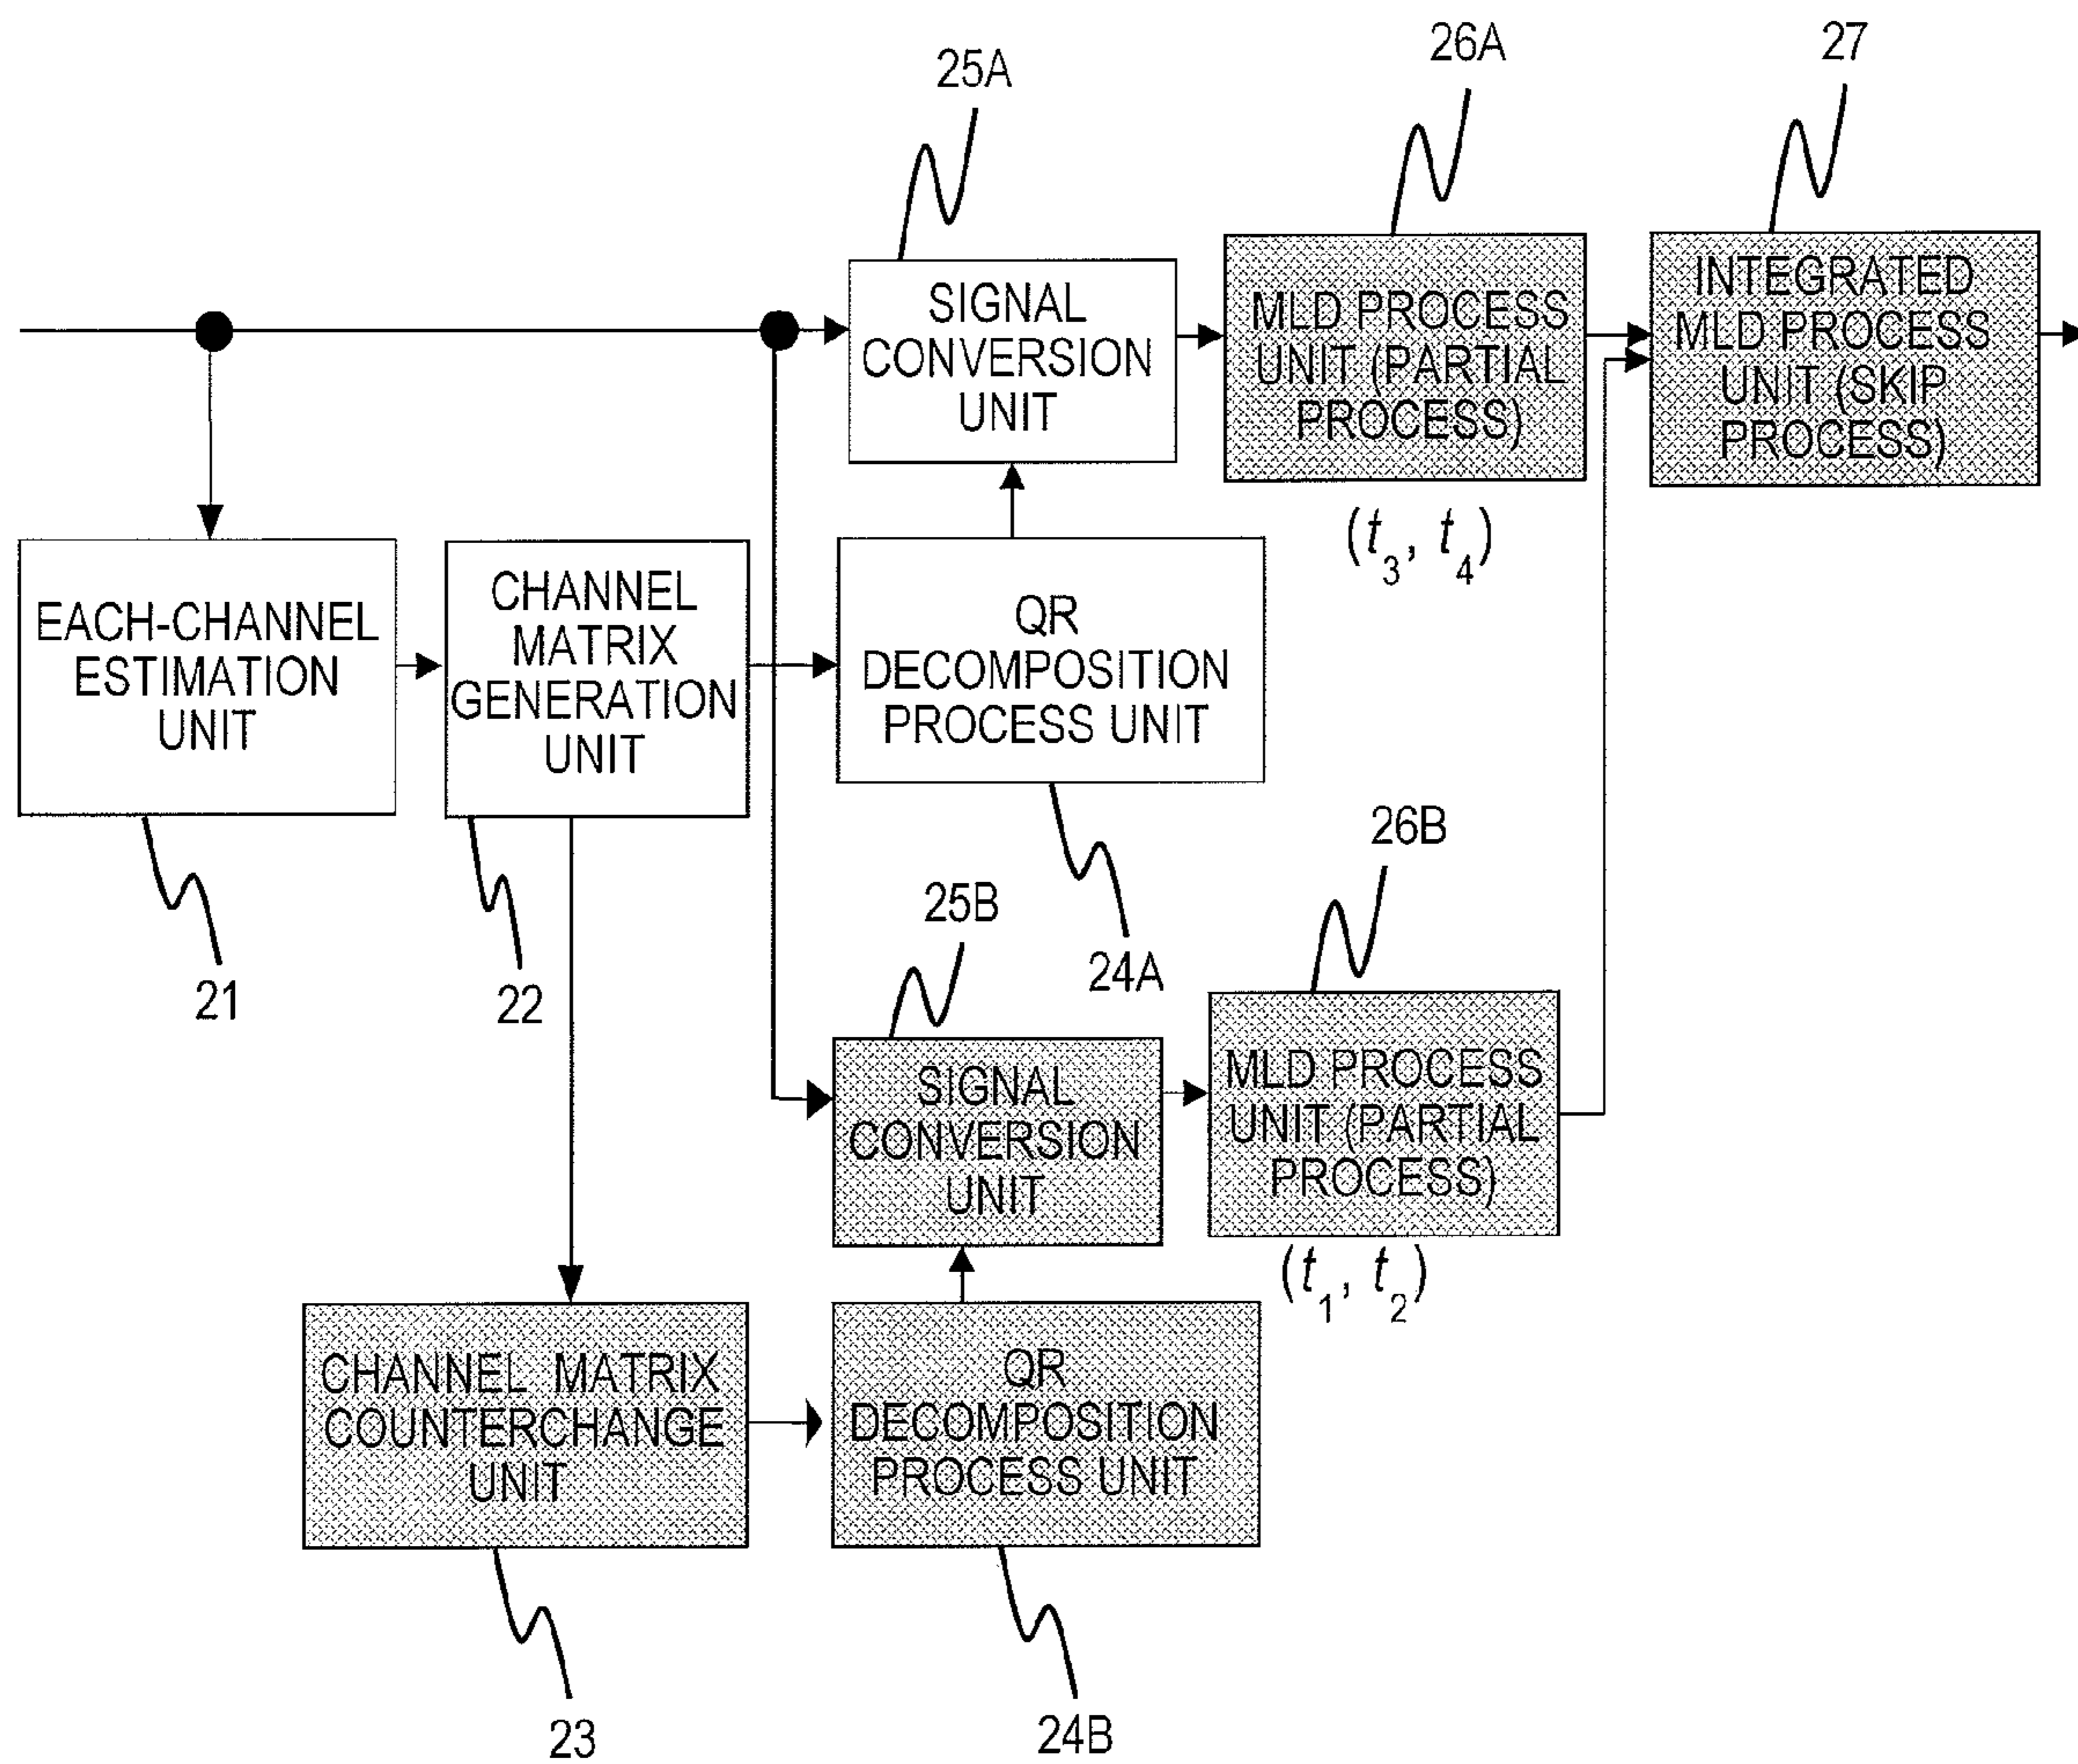 25A
26A
27
SIGNAL
CONVERSION
UNIT
MLD PROCESS
UNIT (PARTIAL
PROCESS)
INTEGRATED
MLD PROCESS
UNIT (SKIP
PROCESS)
(t3, t4)
EACH-CHANNEL
ESTIMATION
UNIT
CHANNEL
MATRIX
GENERATION
UNIT
QR
DECOMPOSITION
PROCESS UNIT
21
22
24A
25B
26B
SIGNAL
CONVERSION
UNIT
MLD PROCESS
UNIT (PARTIAL
PROCESS)
(t1, t2)
CHANNEL MATRIX
COUNTERCHANGE
UNIT
QR
DECOMPOSITION
PROCESS UNIT
23
24B